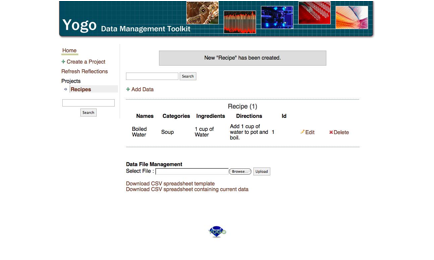 Yogo Data Management Toolkit
Home
Create a Project
Refresh Reflections
Projects
Recipes
Search
New "Recipe" has been created.
Search
Add Data
Recipe (1)
Names Categories Ingredients Directions Id
Boiled Water Soup 1 cup of Water Add 1 cup of water to pot and boil. 1 Edit Delete
Data File Management
Select File : Browse... Upload
Download CSV spreadsheet template
Download CSV spreadsheet containing current data